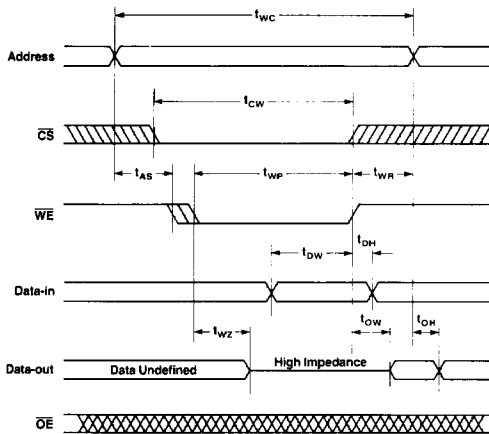 tWC
Address
tCW
CS
tAS
tWP
tWR
WE
tDW
tDH
Data-in
tWZ
tOW
tOH
Data-out
Data Undefined
High Impedance
OE